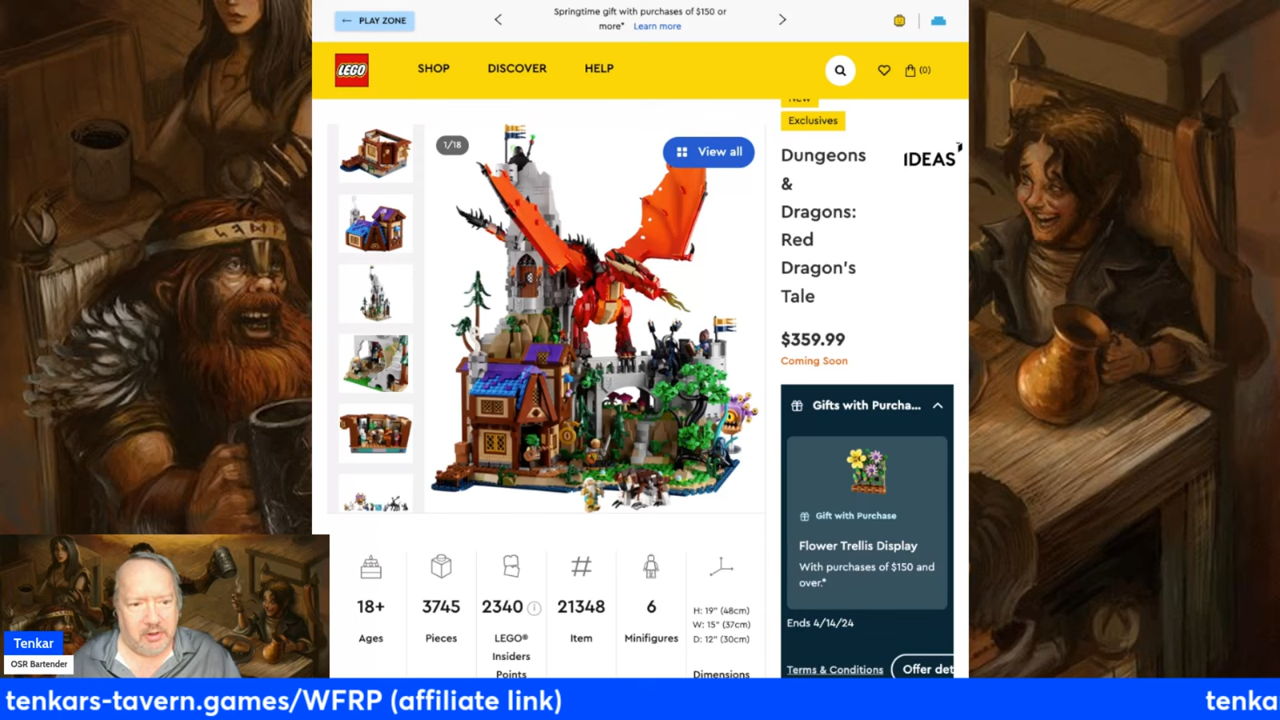 ← PLAY ZONE
Springtime gift with purchases of $150 or
more* Learn more
LEGO
SHOP DISCOVER HELP
(0)
New
Exclusives
1/18
View all
Dungeons
&
Dragons:
Red
Dragon's
Tale
IDEAS
$359.99
Coming Soon
Gifts with Purcha...
Gift with Purchase
Flower Trellis Display
With purchases of $150 and
over.*
Ends 4/14/24
Terms & Conditions
Offer det
18+
Ages
3745
Pieces
2340
LEGO®
Insiders
Points
# 
21348
Item
6
Minifigures
H: 19" (48cm)
W: 15" (37cm)
D: 12" (30cm)
Dimensions
Tenkar
OSR Bartender
tenkars-tavern.games/WFRP (affiliate link)
tenka